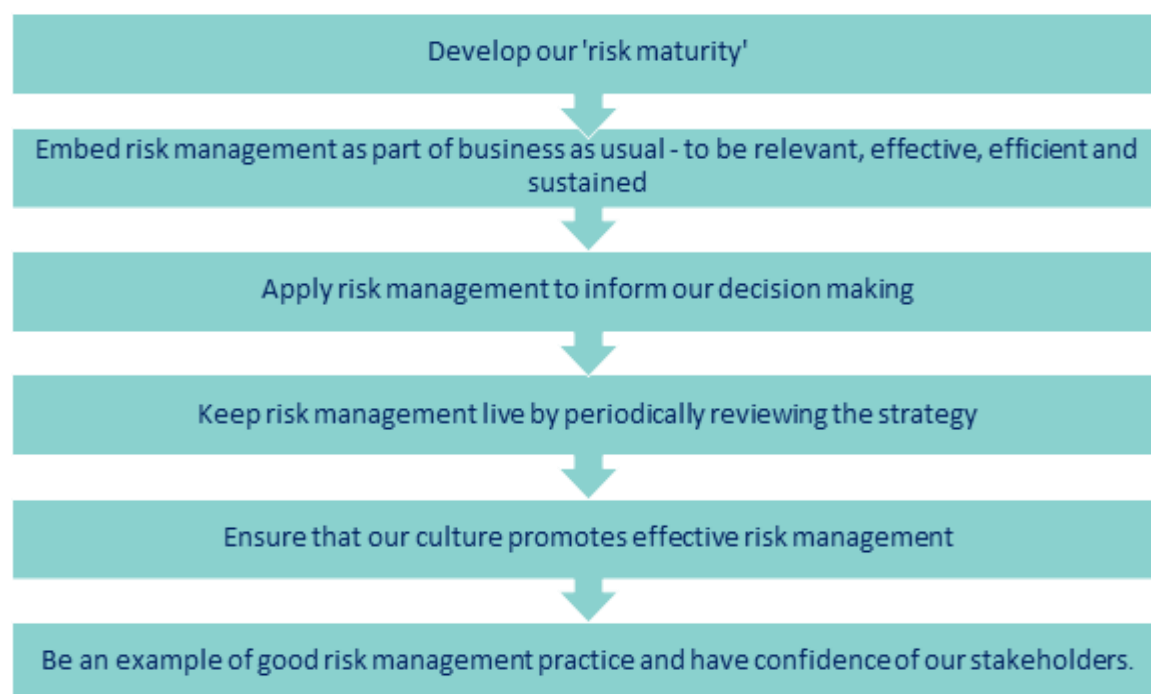 Develop our 'risk maturity'
Embed risk management as part of business as usual - to be relevant, effective, efficient and
sustained
Apply risk management to inform our decision making
Keep risk management live by periodically reviewing the strategy
Ensure that our culture promotes effective risk management
Be an example of good risk management practice and have confidence of our stakeholders.